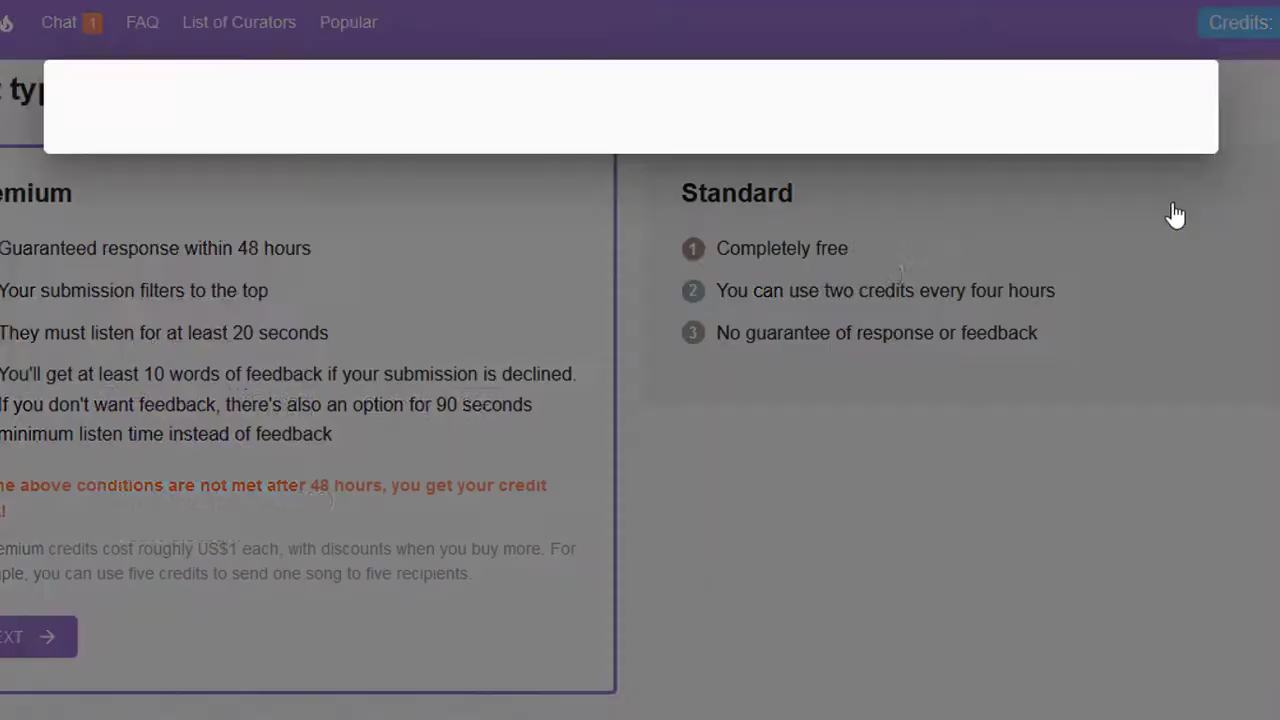 Chat 1 FAQ List of Curators Popular Credits:
: typ
emium
Guaranteed response within 48 hours
Your submission filters to the top
They must listen for at least 20 seconds
You'll get at least 10 words of feedback if your submission is declined.
If you don't want feedback, there's also an option for 90 seconds
minimum listen time instead of feedback
he above conditions are not met after 48 hours, you get your credit
!
emium credits cost roughly US$1 each, with discounts when you buy more. For
ple, you can use five credits to send one song to five recipients.
EXT
Standard
1 Completely free
2 You can use two credits every four hours
3 No guarantee of response or feedback